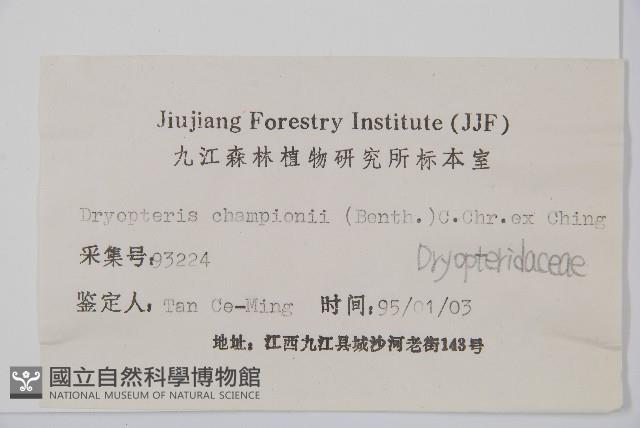 Jiujiang Forestry Institute (JJF)
九江森林植物研究所标本室
Dryopteris championii (Benth.)C.Chr.ex Ching
采集号:93224
Dryopteridaceae
鉴定人: Tan Ce-Ming 时间:95/01/03
地址: 江西九江县城沙河老街143号
國立自然科學博物館
NATIONAL MUSEUM OF NATURAL SCIENCE